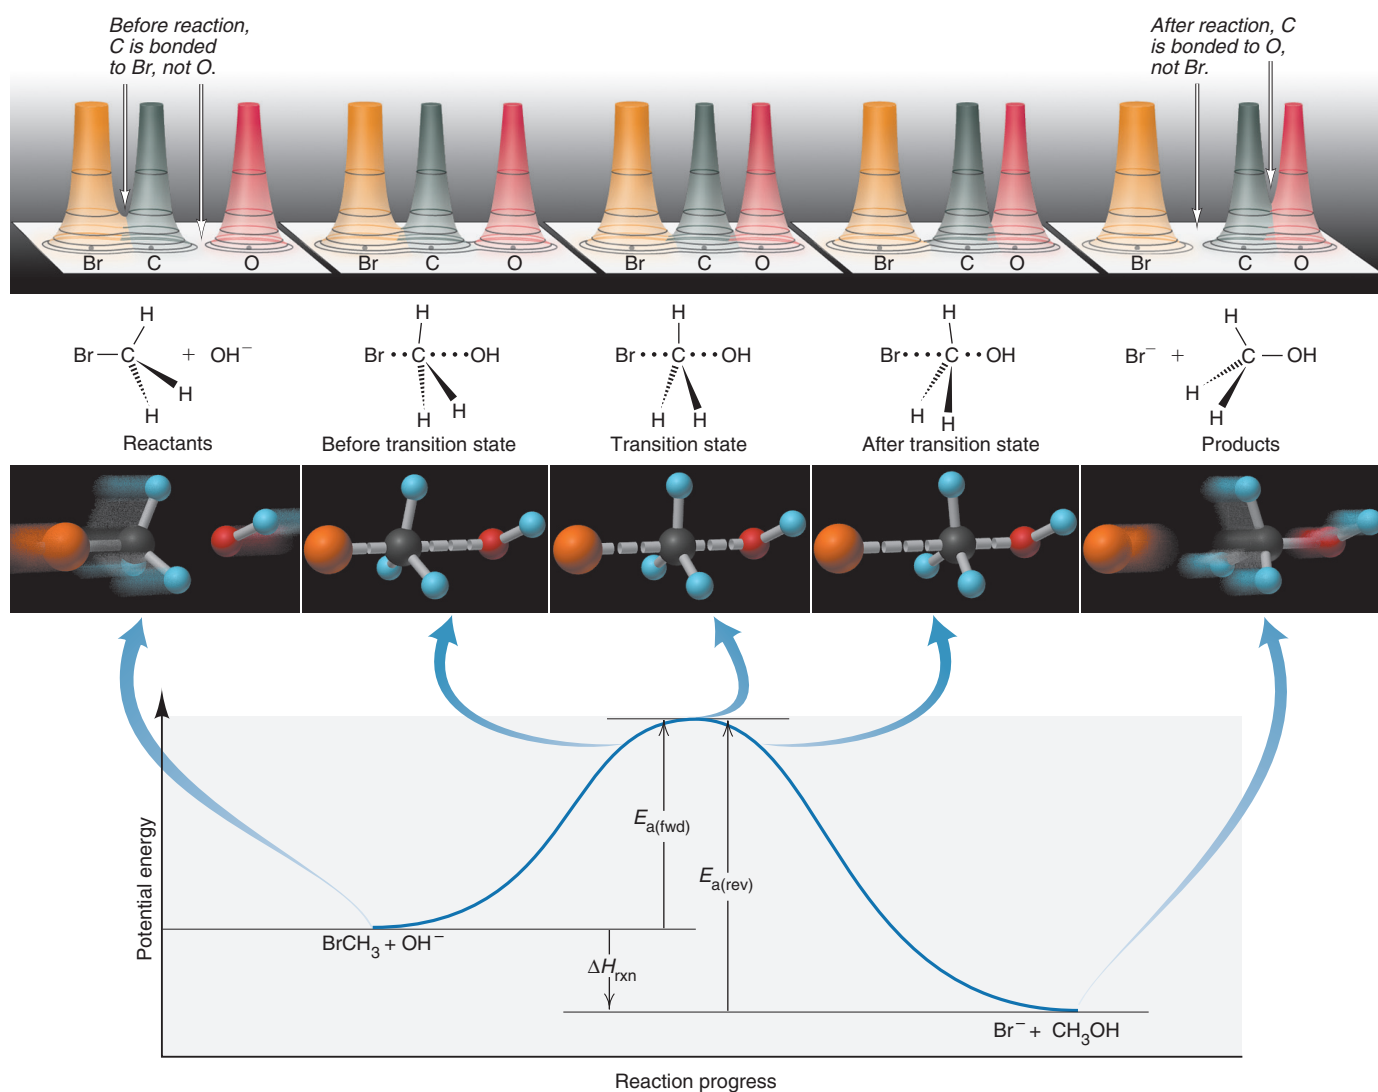 Before reaction,
C is bonded
to Br, not O.
After reaction, C
is bonded to O,
not Br.
Br C O
Br C O
Br C O
Br C O
Br C O
H
Br C + OH⁻
H
H
Reactants
H
Br C OH
H
H
Before transition state
H
Br C OH
H H
Transition state
H
Br C OH
H H
After transition state
H
Br⁻ + C OH
H
H
Products
Potential energy
Eₐ(fwd)
Eₐ(rev)
BrCH₃ + OH⁻
ΔHrxn
Br⁻ + CH₃OH
Reaction progress